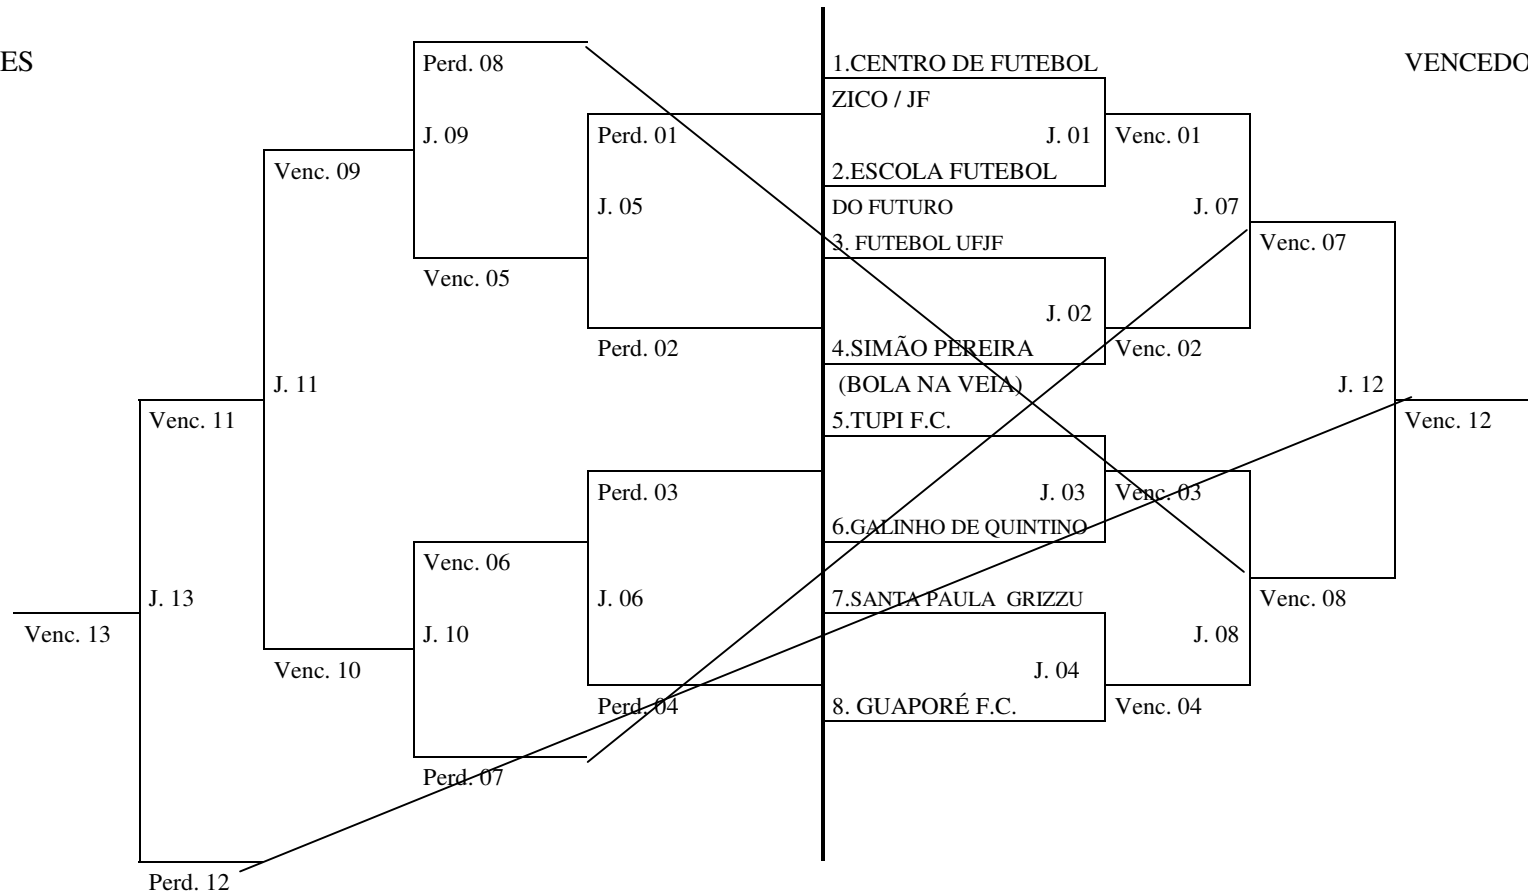 ES
VENCEDO
Perd. 08
1.CENTRO DE FUTEBOL
ZICO / JF
J. 09
Perd. 01
J. 01
Venc. 01
Venc. 09
2.ESCOLA FUTEBOL
J. 05
DO FUTURO
J. 07
3. FUTEBOL UFJF
Venc. 07
Venc. 05
J. 02
Perd. 02
4.SIMÃO PEREIRA
Venc. 02
J. 11
(BOLA NA VEIA)
J. 12
Venc. 11
5.TUPI F.C.
Venc. 12
Perd. 03
J. 03
Venc. 03
6.GALINHO DE QUINTINO
Venc. 06
J. 13
J. 06
7.SANTA PAULA GRIZZU
Venc. 08
Venc. 13
J. 10
J. 08
Venc. 10
J. 04
Perd. 04
8. GUAPORÉ F.C.
Venc. 04
Perd. 07
Perd. 12